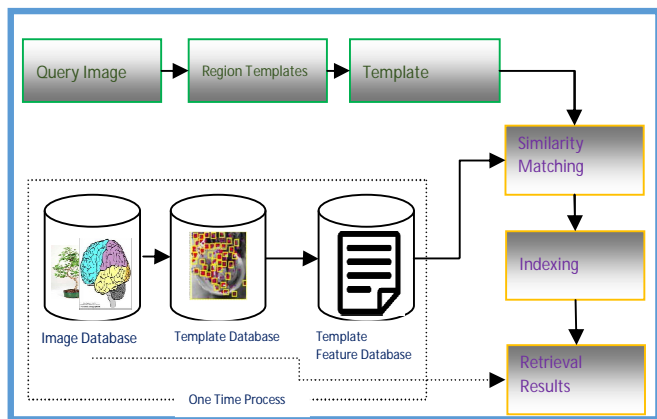 Query Image
Region Templates
Template
Similarity
Matching
Indexing
Image Database
Template Database
Template
Feature Database
Retrieval
Results
One Time Process